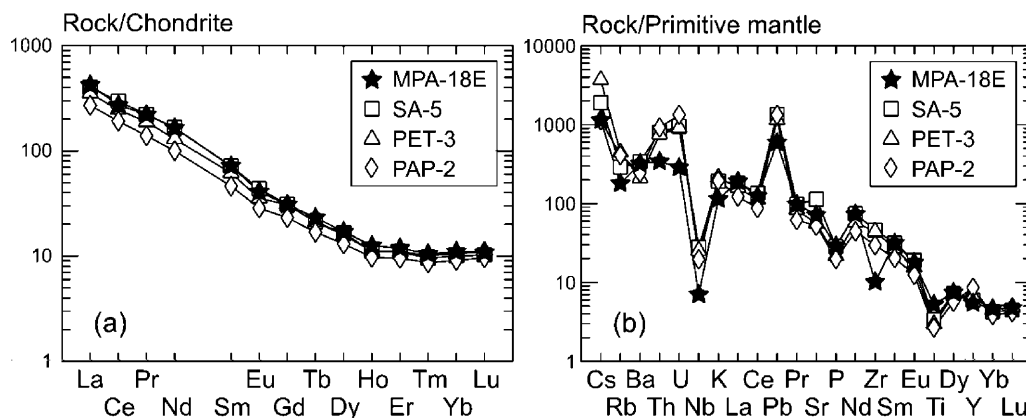 Rock/Chondrite
1000
100
10
1
MPA-18E
SA-5
PET-3
PAP-2
(a)
La Pr Eu Tb Ho Tm Lu
Ce Nd Sm Gd Dy Er Yb
Rock/Primitive mantle
10000
1000
100
10
1
MPA-18E
SA-5
PET-3
PAP-2
(b)
Cs Ba U K Ce Pr P Zr Eu Dy Yb
Rb Th Nb La Pb Sr Nd Sm Ti Y Lu